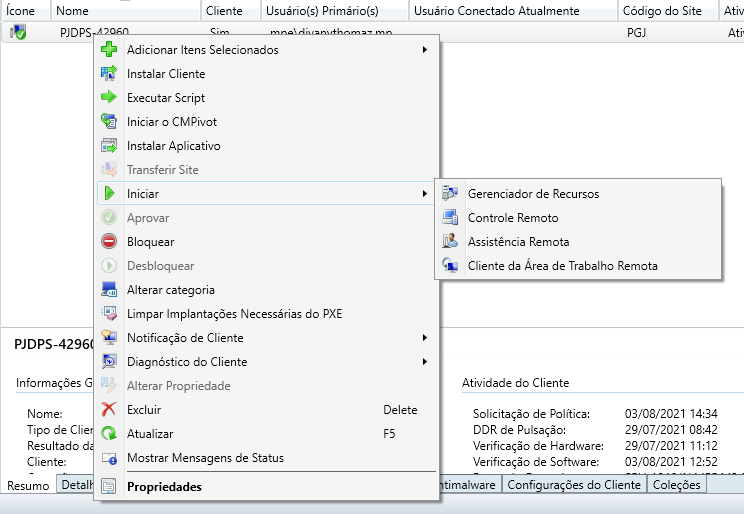 Ícone Nome Cliente Usuário(s) Primário(s) Usuário Conectado Atualmente Código do Site
PJDPS-42960 Sim PGJ
Adicionar Itens Selecionados
Instalar Cliente
Executar Script
Iniciar o CMPivot
Instalar Aplicativo
Transferir Site
Iniciar
Gerenciador de Recursos
Controle Remoto
Assistência Remota
Cliente da Área de Trabalho Remota
Aprovar
Bloquear
Desbloquear
Alterar categoria
Limpar Implantações Necessárias do PXE
Notificação de Cliente
Diagnóstico do Cliente
Alterar Propriedade
Excluir Delete
Atualizar F5
Mostrar Mensagens de Status
Propriedades
PJDPS-42960
Informações G
Nome:
Tipo de Clien
Resultado da
Cliente:
Atividade do Cliente
Solicitação de Política: 03/08/2021 14:34
DDR de Pulsação: 29/07/2021 08:42
Verificação de Hardware: 29/07/2021 11:12
Verificação de Software: 03/08/2021 12:52
Resumo Detalh ntimalware Configurações do Cliente Coleções